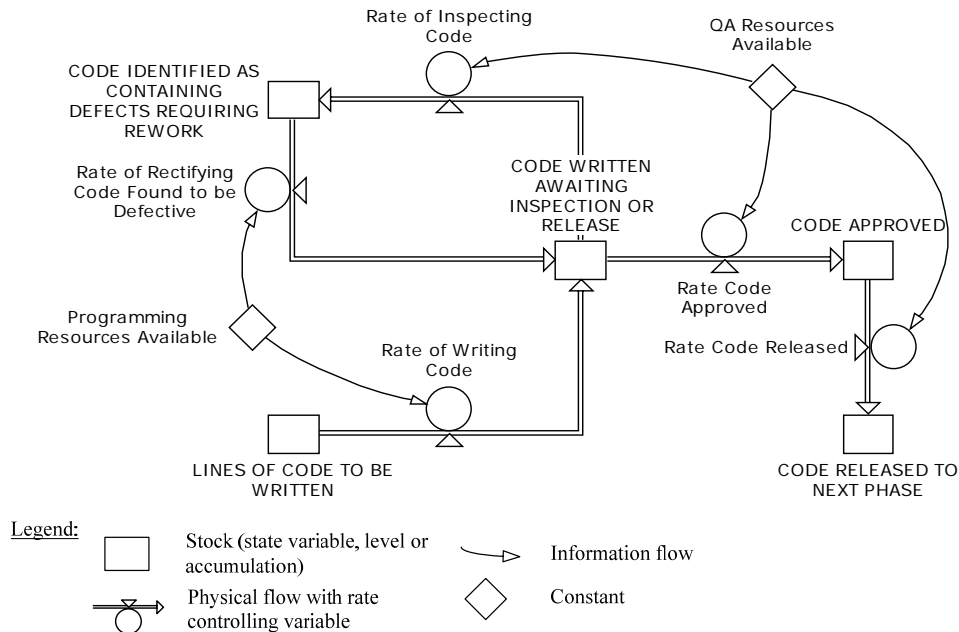 Rate of Inspecting
Code
QA Resources
Available
CODE IDENTIFIED AS
CONTAINING
DEFECTS REQUIRING
REWORK
CODE WRITTEN
AWAITING
INSPECTION OR
RELEASE
Rate of Rectifying
Code Found to be
Defective
CODE APPROVED
Rate Code
Approved
Programming
Resources Available
Rate of Writing
Code
Rate Code Released
LINES OF CODE TO BE
WRITTEN
CODE RELEASED TO
NEXT PHASE
Legend:
Stock (state variable, level or
accumulation)
Information flow
Physical flow with rate
controlling variable
Constant